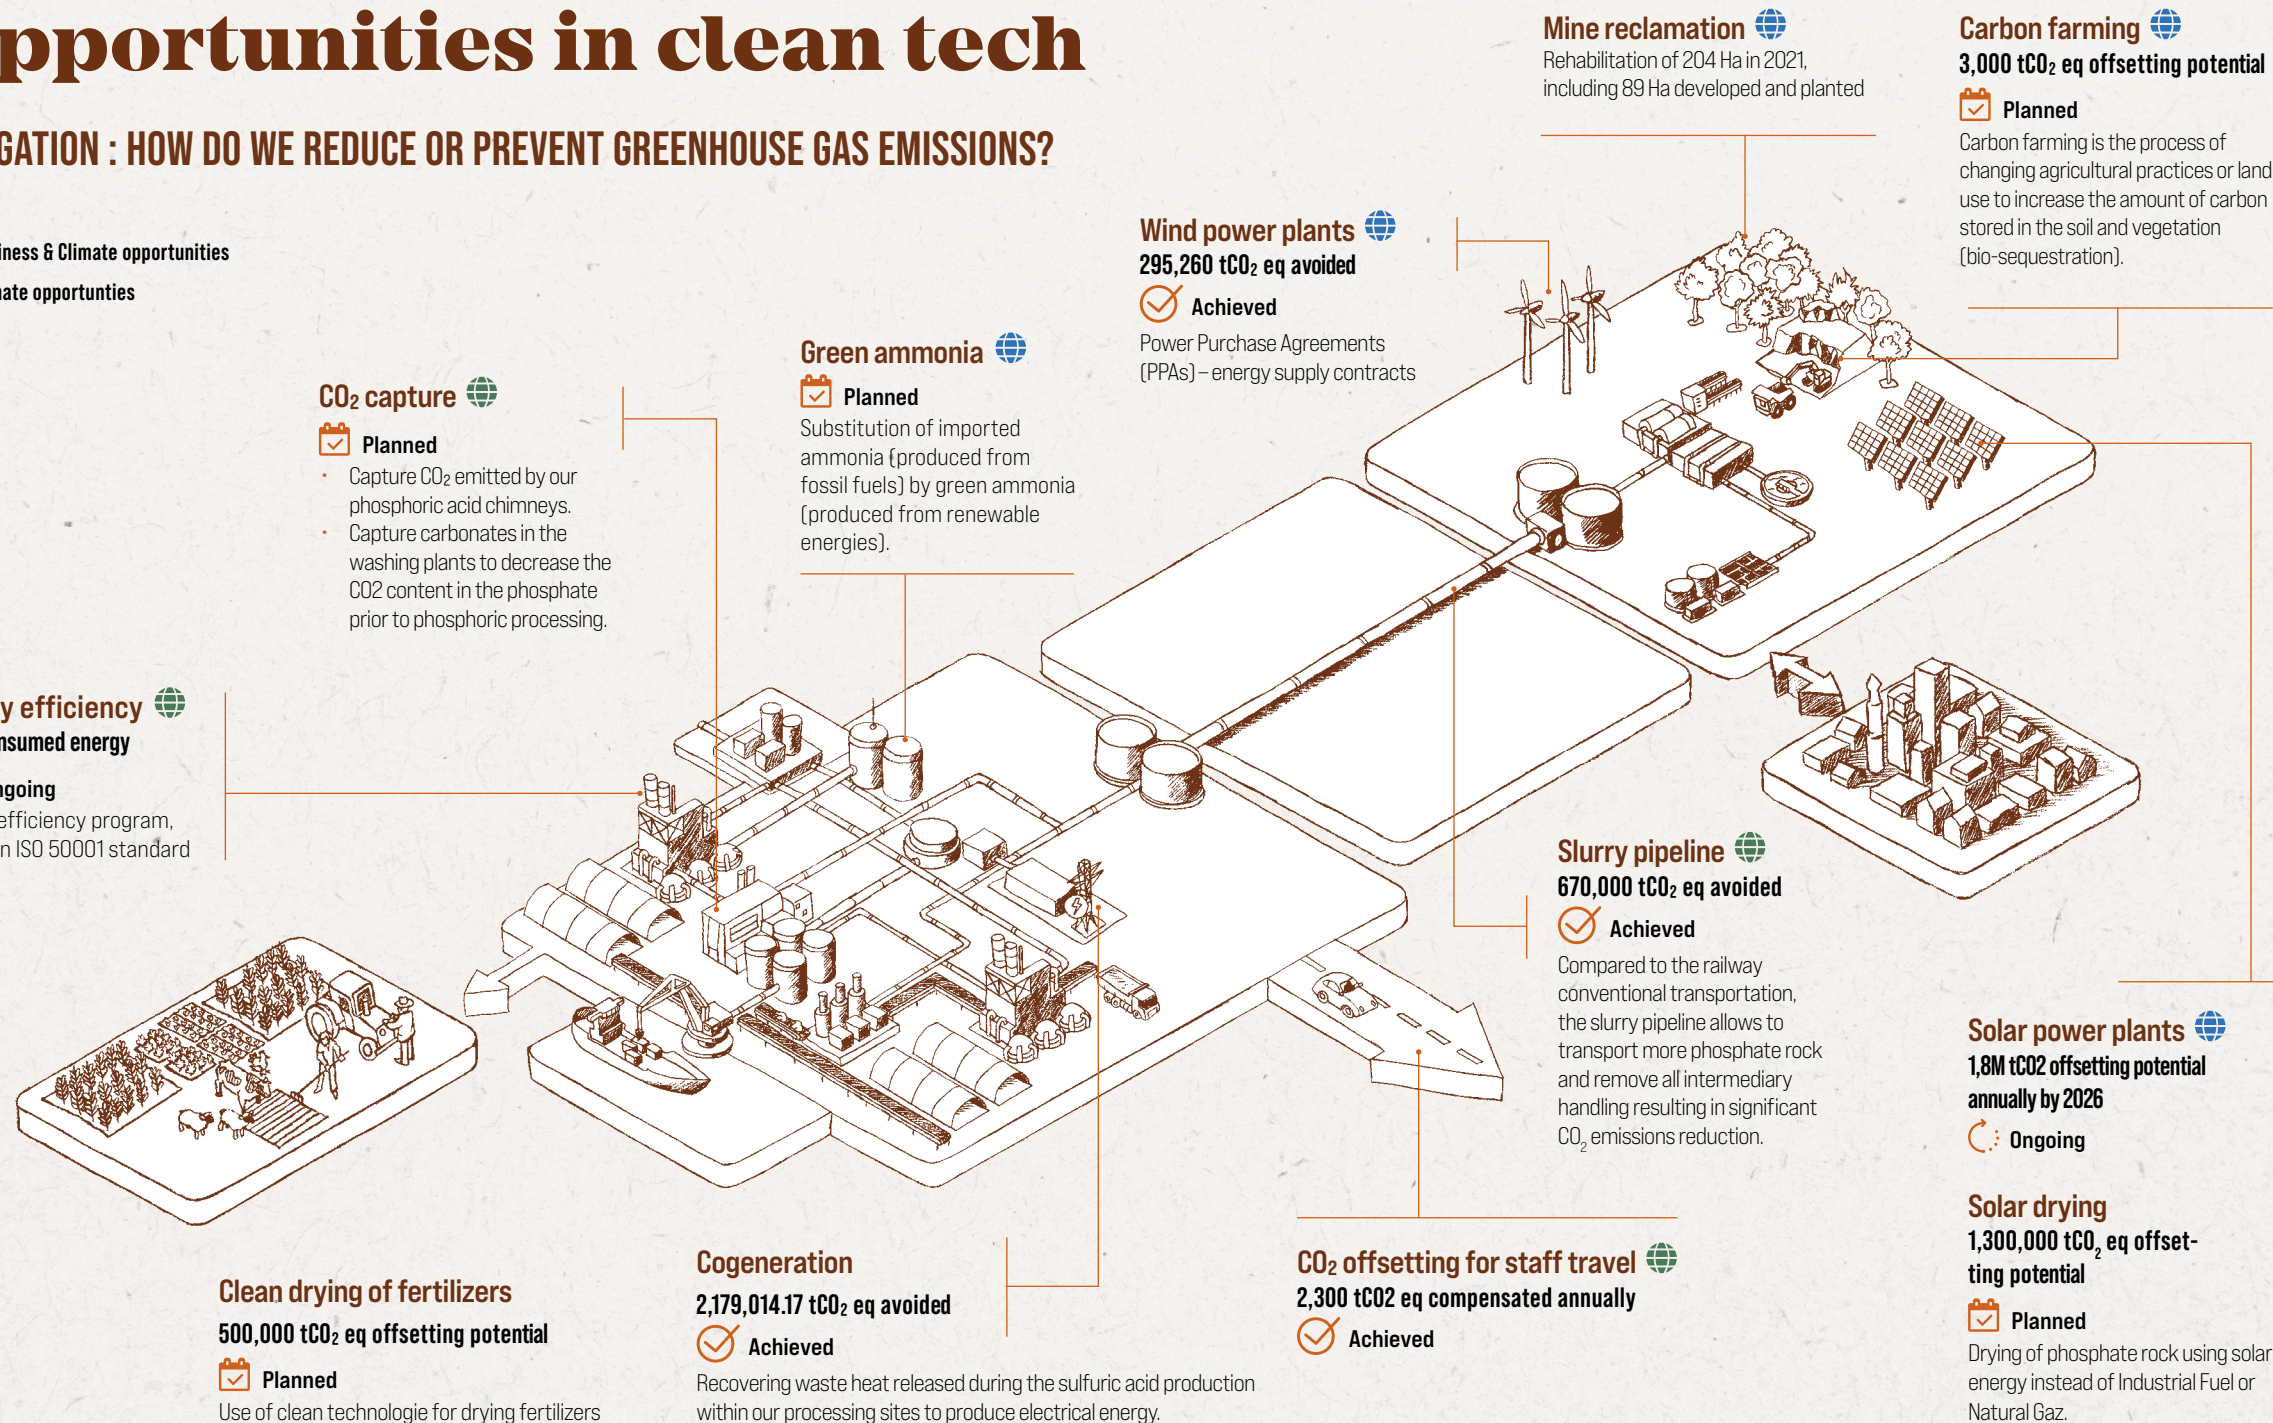 pportunities in clean tech
GATION : HOW DO WE REDUCE OR PREVENT GREENHOUSE GAS EMISSIONS?
iness & Climate opportunities
ate opportunties
Mine reclamation
Rehabilitation of 204 Ha in 2021,
including 89 Ha developed and planted
Carbon farming
3,000 tCO₂ eq offsetting potential
Planned
Carbon farming is the process of
changing agricultural practices or land
use to increase the amount of carbon
stored in the soil and vegetation
(bio-sequestration).
Wind power plants
295,260 tCO₂ eq avoided
Achieved
Power Purchase Agreements
(PPAs) – energy supply contracts
Green ammonia
Planned
Substitution of imported
ammonia (produced from
fossil fuels) by green ammonia
(produced from renewable
energies).
CO₂ capture
Planned
• Capture CO₂ emitted by our
phosphoric acid chimneys.
• Capture carbonates in the
washing plants to decrease the
CO2 content in the phosphate
prior to phosphoric processing.
y efficiency
nsumed energy
going
efficiency program,
n ISO 50001 standard
Slurry pipeline
670,000 tCO₂ eq avoided
Achieved
Compared to the railway
conventional transportation,
the slurry pipeline allows to
transport more phosphate rock
and remove all intermediary
handling resulting in significant
CO₂ emissions reduction.
Solar power plants
1,8M tCO2 offsetting potential
annually by 2026
Ongoing
Solar drying
1,300,000 tCO₂ eq offset-
ting potential
Planned
Drying of phosphate rock using solar
energy instead of Industrial Fuel or
Natural Gaz.
Clean drying of fertilizers
500,000 tCO₂ eq offsetting potential
Planned
Use of clean technologie for drying fertilizers
Cogeneration
2,179,014.17 tCO₂ eq avoided
Achieved
Recovering waste heat released during the sulfuric acid production
within our processing sites to produce electrical energy.
CO₂ offsetting for staff travel
2,300 tCO2 eq compensated annually
Achieved